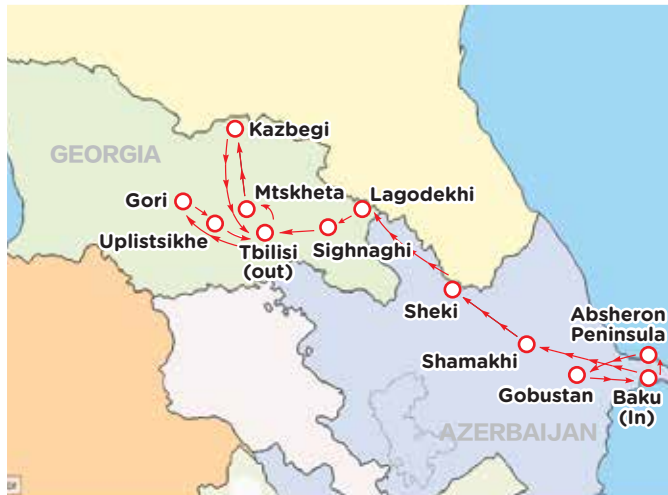 Kazbegi
GEORGIA
Mtskheta
Lagodekhi
Gori
Uplistsikhe
Tbilisi
(out)
Sighnaghi
Sheki
Absheron
Peninsula
Shamakhi
Gobustan
Baku
(In)
AZERBAIJAN